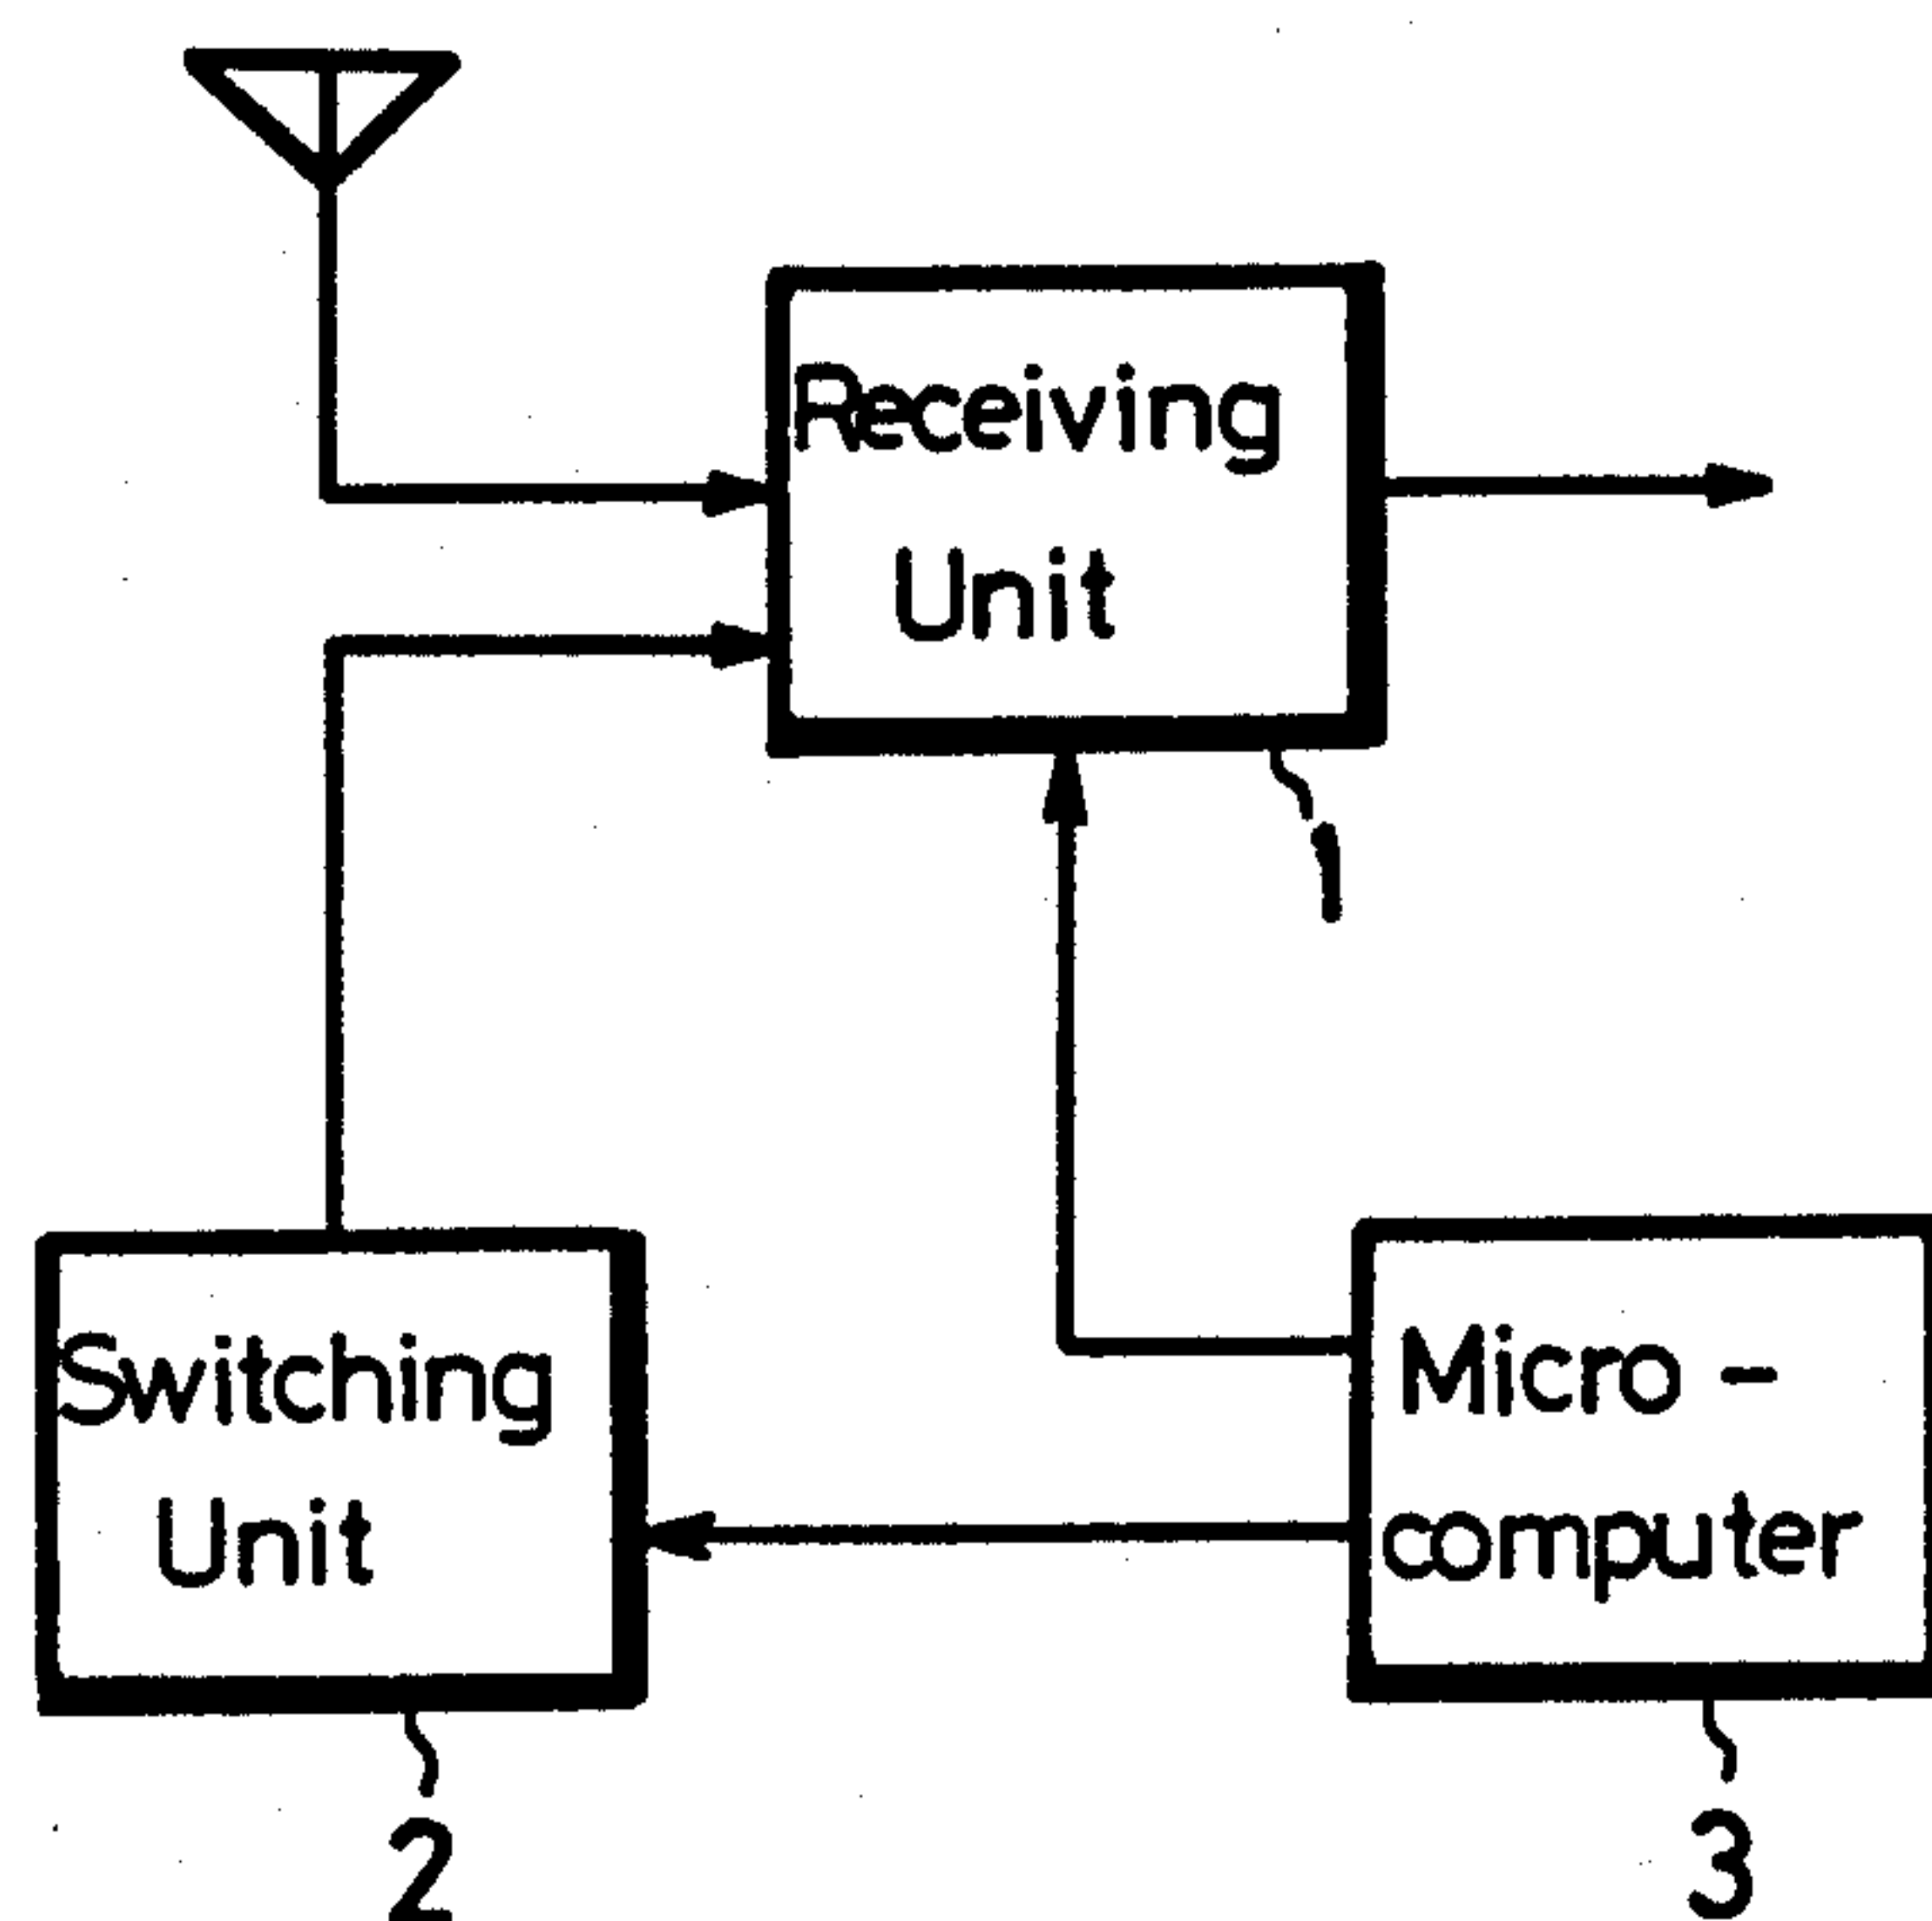 Receiving
Unit
1
Switching
Unit
Micro -
computer
2
3